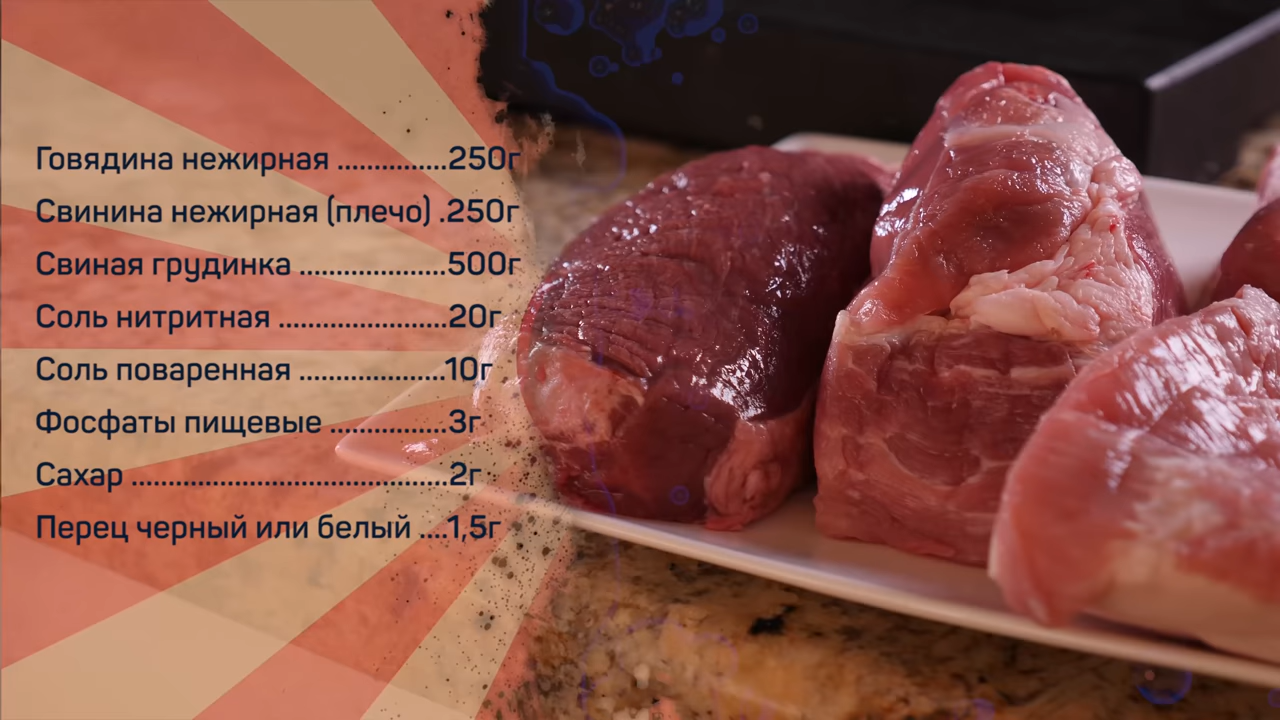 Говядина нежирная ...............250г
Свинина нежирная (плечо) .250г
Свиная грудинка ....................500г
Соль нитритная .......................20г
Соль поваренная ....................10г
Фосфаты пищевые ................3г
Сахар ...........................................2г
Перец черный или белый ....1,5г